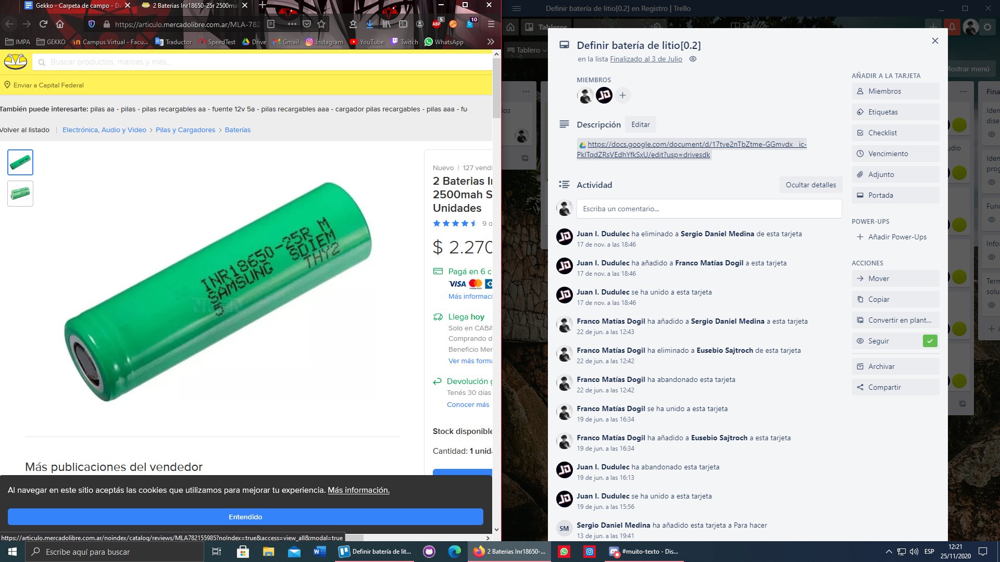 Gekko - Carpeta de campo - D
2 Baterias Inr18650-25r 2500ma
https://articulo.mercadolibre.com.ar/MLA-782
ABP
5
10
IMPA
GEKKO
Campus Virtual - Facu...
Traductor
SpeedTest
Drive
Gmail
Instagram
YouTube
Twitch
WhatsApp
Buscar productos, marcas y más...
Enviar a Capital Federal
También puede interesarte: pilas aa - pilas - pilas recargables aa - fuente 12v 5a - pilas recargables aaa - cargador pilas recargables - pilas aaa - fu
Volver al listado
Electrónica, Audio y Video > Pilas y Cargadores > Baterías
INR18650-25R M
SAMSUNG SDIEM
THY2
Nuevo | 127 vendi
2 Baterias I
2500mah S
Unidades
9 o
$ 2.270
Pagá en 6 c
VISA
mastercard
Más informaci
Llega hoy
Solo en CABA
Comprando d
Beneficio Mer
Ver más forma
Devolución g
Tenés 30 días
Conocer más
Stock disponible
Cantidad: 1 unida
Más publicaciones del vendedor
Al navegar en este sitio aceptás las cookies que utilizamos para mejorar tu experiencia. Más información.
Entendido
https://articulo.mercadolibre.com.ar/noindex/catalog/reviews/MLA782155985?noIndex=true&access=view_all&modal=true
Definir batería de litio[0.2] en Registro | Trello
Tableros
Trello
Tablero
Mostrar menú
Definir batería de litio[0.2]
en la lista Finalizado al 3 de Julio
MIEMBROS
JD
Descripción
Editar
https://docs.google.com/document/d/17tve2nTbZtme-GGmvdx_ic-
PkITqdZRsVEdhYfkSxU/edit?usp=drivesdk
Actividad
Ocultar detalles
Escriba un comentario...
Juan I. Dudulec ha eliminado a Sergio Daniel Medina de esta tarjeta
17 de nov. a las 18:46
Juan I. Dudulec ha añadido a Franco Matías Dogil a esta tarjeta
17 de nov. a las 18:46
Juan I. Dudulec se ha unido a esta tarjeta
17 de nov. a las 18:46
Franco Matías Dogil ha añadido a Sergio Daniel Medina a esta tarjeta
22 de jun. a las 12:43
Franco Matías Dogil ha eliminado a Eusebio Sajtroch de esta tarjeta
22 de jun. a las 12:42
Franco Matías Dogil ha abandonado esta tarjeta
22 de jun. a las 12:42
Franco Matías Dogil se ha unido a esta tarjeta
19 de jun. a las 16:34
Franco Matías Dogil ha añadido a Eusebio Sajtroch a esta tarjeta
19 de jun. a las 16:34
Juan I. Dudulec ha abandonado esta tarjeta
19 de jun. a las 16:13
Juan I. Dudulec se ha unido a esta tarjeta
19 de jun. a las 15:56
SM
Sergio Daniel Medina ha añadido esta tarjeta a Para hacer
13 de jun. a las 19:41
AÑADIR A LA TARJETA
Miembros
Etiquetas
Checklist
Vencimiento
Adjunto
Portada
POWER-UPS
Añadir Power-Ups
ACCIONES
Mover
Copiar
Convertir en plant...
Seguir
Archivar
Compartir
los
udio
Fina
Iden
dise
Iden
prog
Func
Infor
Term
solu
Escribe aquí para buscar
Definir batería de lit...
2 Baterias Inr18650-...
#muito-texto - Dis...
ESP
12:21
25/11/2020